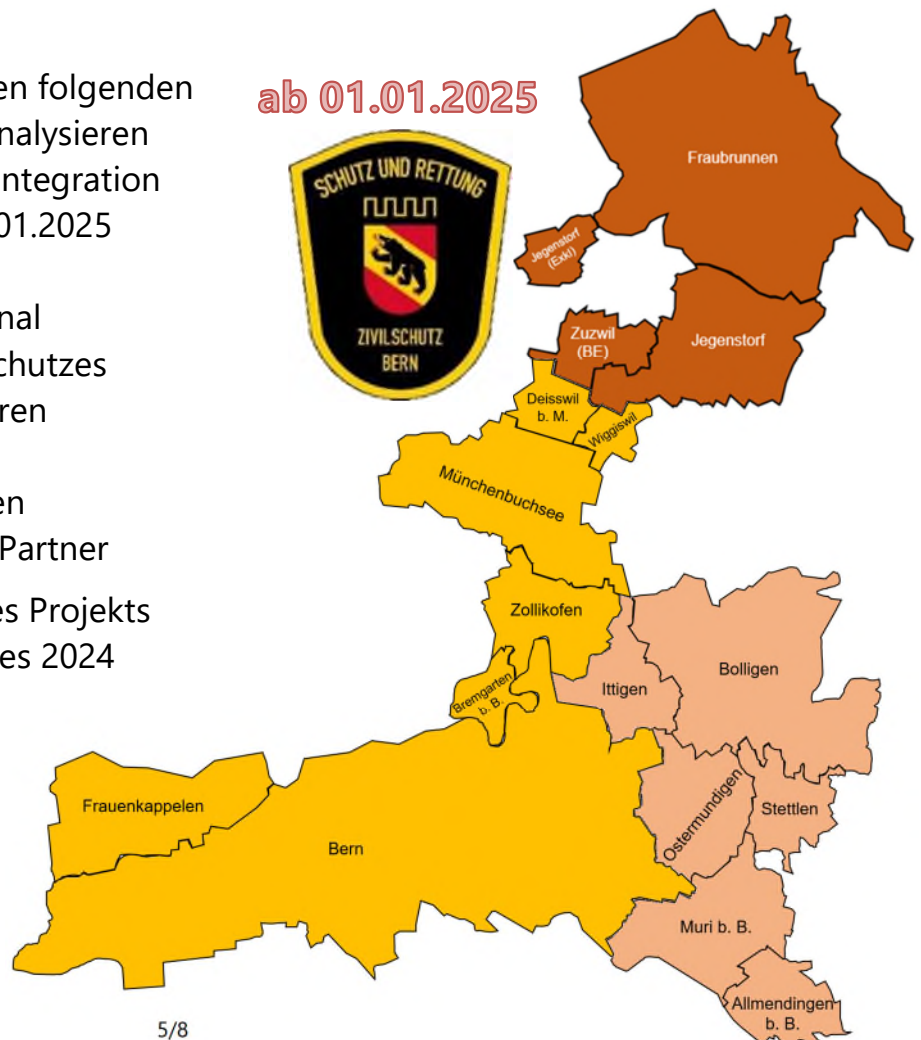 en folgenden
nalysieren
ntegration
01.2025
nal
chutzes
ren
en
Partner
es Projekts
es 2024
ab 01.01.2025
SCHUTZ UND RETTUNG
ZIVILSCHUTZ
BERN
Fraubrunnen
Jegenstorf
(Exkl)
Zuzwil
(BE)
Jegenstorf
Deisswil
b. M.
Wiggiswil
Münchenbuchsee
Zollikofen
Bremgarten
b. B.
Ittigen
Bolligen
Frauenkappelen
Bern
Ostermundigen
Stettlen
Muri b. B.
Allmendingen
b. B.
5/8